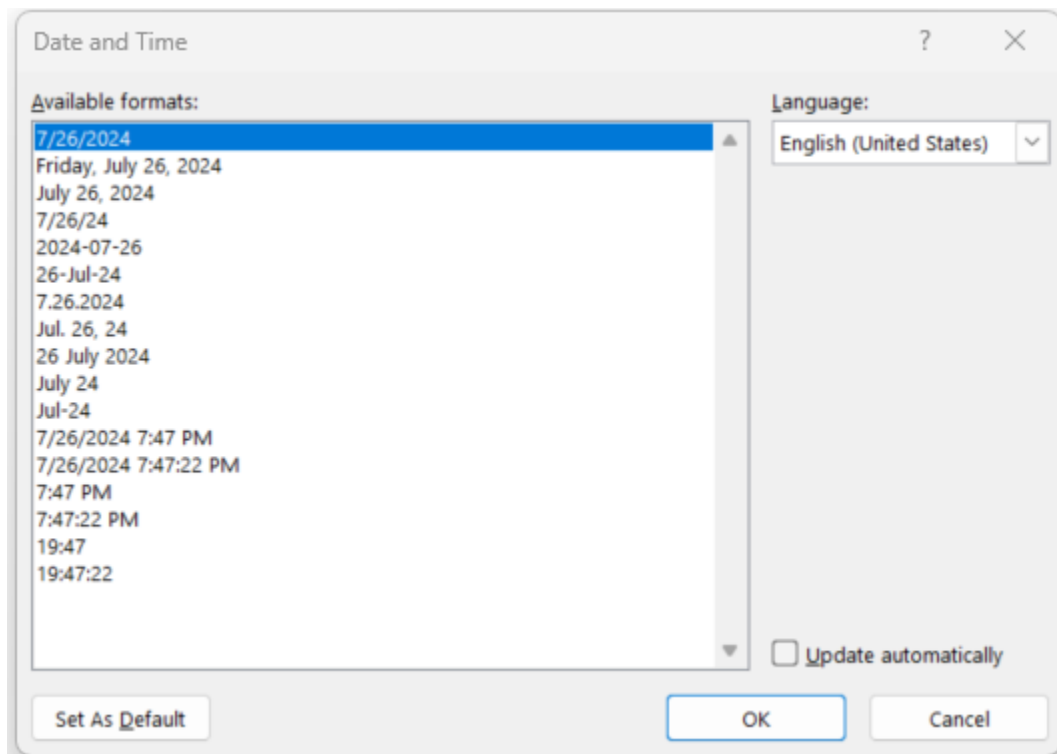 Date and Time
?
Available formats:
Language:
7/26/2024
English (United States)
Friday, July 26, 2024
July 26, 2024
7/26/24
2024-07-26
26-Jul-24
7.26.2024
Jul. 26, 24
26 July 2024
July 24
Jul-24
7/26/2024 7:47 PM
7/26/2024 7:47:22 PM
7:47 PM
7:47:22 PM
19:47
19:47:22
Update automatically
Set As Default
OK
Cancel